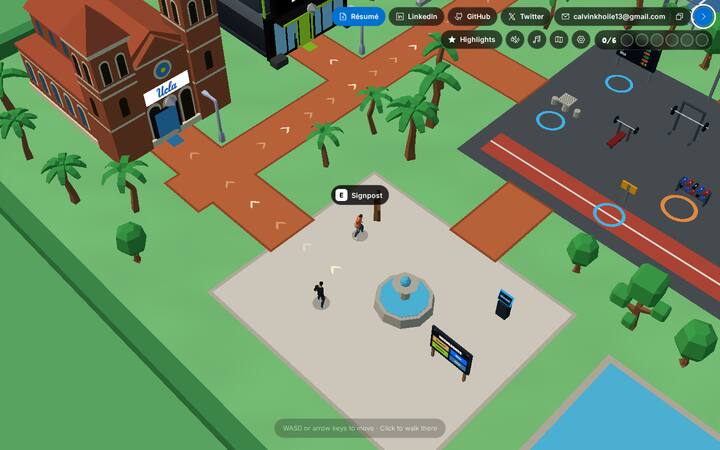 Résumé
LinkedIn
GitHub
Twitter
calvinkhoile13@gmail.com
Highlights
0/6
Ucla
E Signpost
WASD or arrow keys to move · Click to walk there